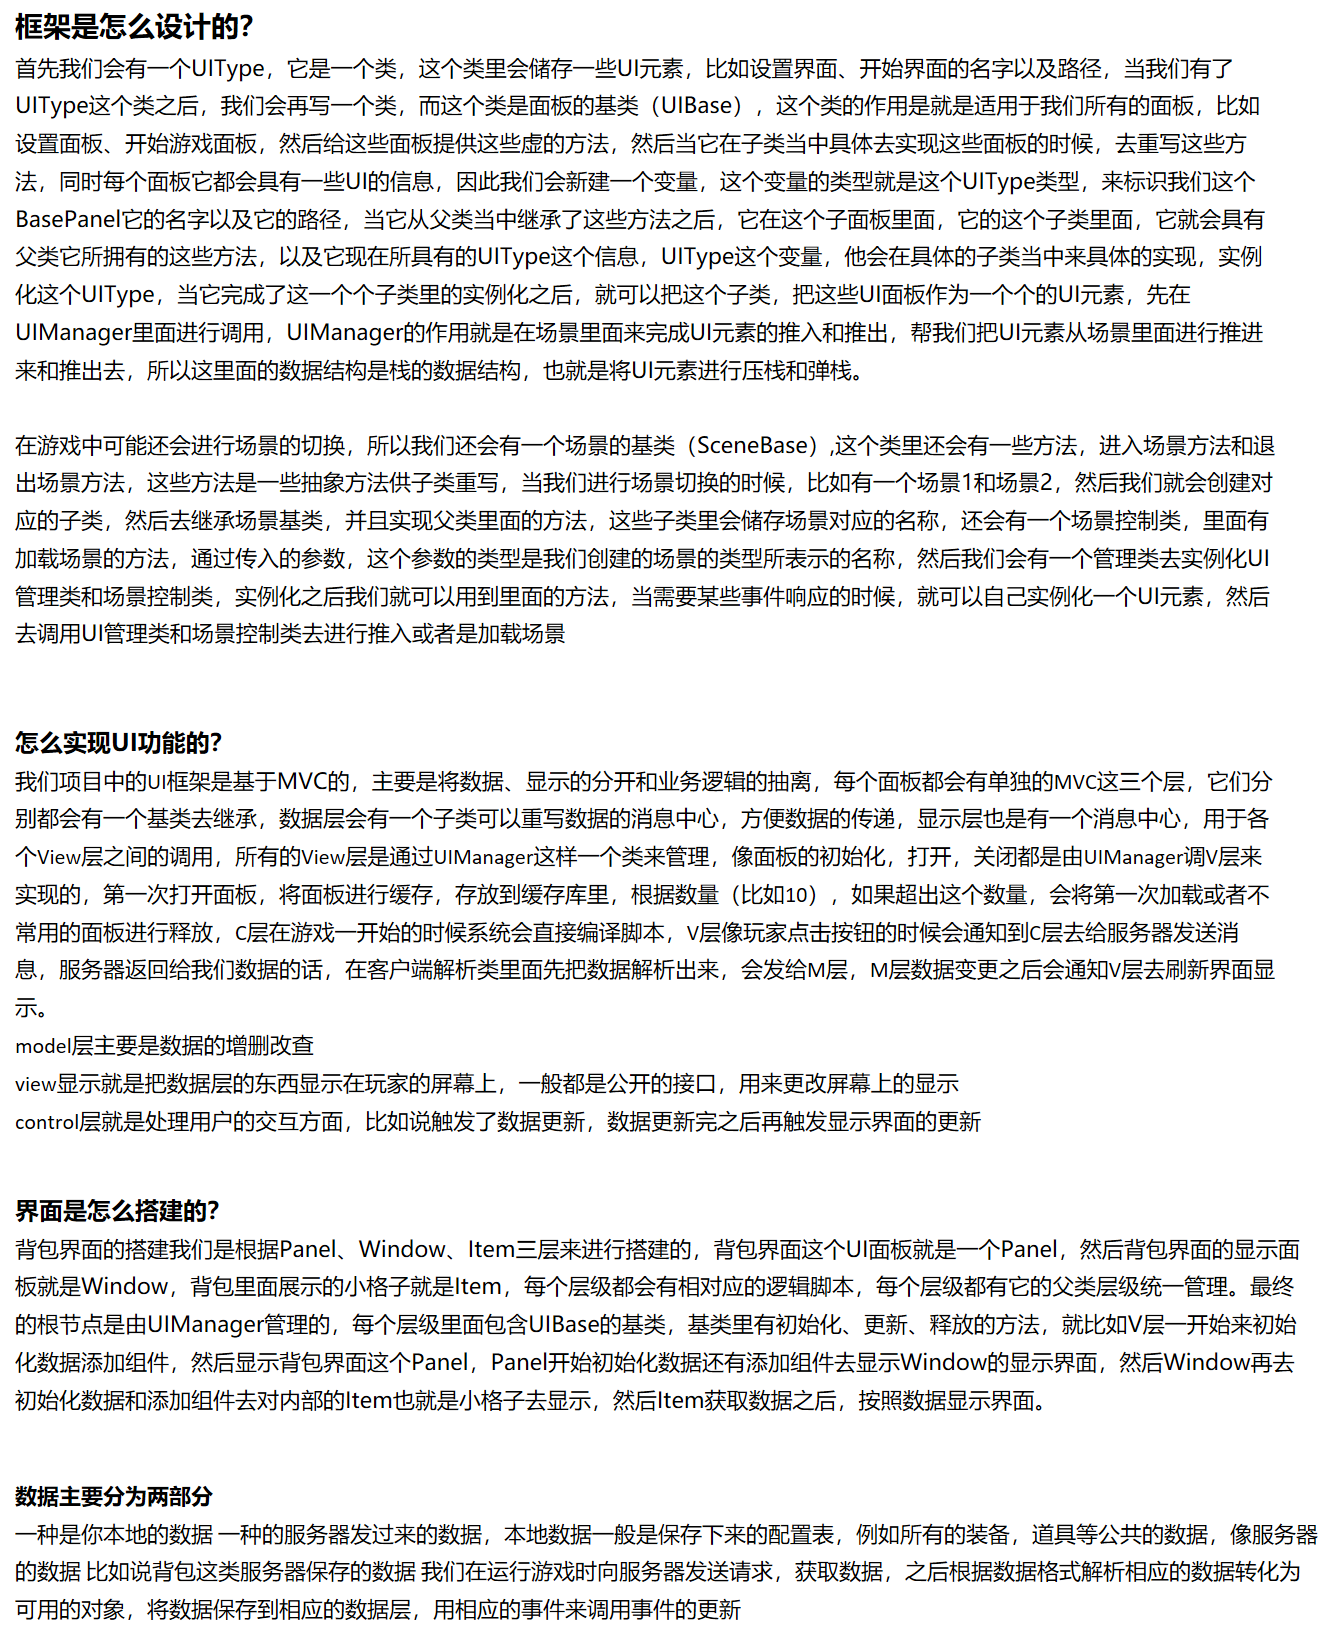 框架是怎么设计的？
首先我们会有一个UIType，它是一个类，这个类里会储存一些UI元素，比如设置界面、开始界面的名字以及路径，当我们有了
UIType这个类之后，我们会再写一个类，而这个类是面板的基类（UIBase），这个类的作用是就是适用于我们所有的面板，比如
设置面板、开始游戏面板，然后给这些面板提供这些虚的方法，然后当它在子类当中具体去实现这些面板的时候，去重写这些方
法，同时每个面板它都会具有一些UI的信息，因此我们会新建一个变量，这个变量的类型就是这个UIType类型，来标识我们这个
BasePanel它的名字以及它的路径，当它从父类当中继承了这些方法之后，它在这个子面板里面，它的这个子类里面，它就会具有
父类它所拥有的这些方法，以及它现在所具有的UIType这个信息，UIType这个变量，他会在具体的子类当中来具体的实现，实例
化这个UIType，当它完成了这一个个子类里的实例化之后，就可以把这个子类，把这些UI面板作为一个个的UI元素，先在
UIManager里面进行调用，UIManager的作用就是在场景里面来完成UI元素的推入和推出，帮我们把UI元素从场景里面进行推进
来和推出去，所以这里面的数据结构是栈的数据结构，也就是将UI元素进行压栈和弹栈。
在游戏中可能还会进行场景的切换，所以我们还会有一个场景的基类（SceneBase）,这个类里还会有一些方法，进入场景方法和退
出场景方法，这些方法是一些抽象方法供子类重写，当我们进行场景切换的时候，比如有一个场景1和场景2，然后我们就会创建对
应的子类，然后去继承场景基类，并且实现父类里面的方法，这些子类里会储存场景对应的名称，还会有一个场景控制类，里面有
加载场景的方法，通过传入的参数，这个参数的类型是我们创建的场景的类型所表示的名称，然后我们会有一个管理类去实例化UI
管理类和场景控制类，实例化之后我们就可以用到里面的方法，当需要某些事件响应的时候，就可以自己实例化一个UI元素，然后
去调用UI管理类和场景控制类去进行推入或者是加载场景
怎么实现UI功能的？
我们项目中的UI框架是基于MVC的，主要是将数据、显示的分开和业务逻辑的抽离，每个面板都会有单独的MVC这三个层，它们分
别都会有一个基类去继承，数据层会有一个子类可以重写数据的消息中心，方便数据的传递，显示层也是有一个消息中心，用于各
个View层之间的调用，所有的View层是通过UIManager这样一个类来管理，像面板的初始化，打开，关闭都是由UIManager调V层来
实现的，第一次打开面板，将面板进行缓存，存放到缓存库里，根据数量（比如10），如果超出这个数量，会将第一次加载或者不
常用的面板进行释放，C层在游戏一开始的时候系统会直接编译脚本，V层像玩家点击按钮的时候会通知到C层去给服务器发送消
息，服务器返回给我们数据的话，在客户端解析类里面先把数据解析出来，会发给M层，M层数据变更之后会通知V层去刷新界面显
示。
model层主要是数据的增删改查
view显示就是把数据层的东西显示在玩家的屏幕上，一般都是公开的接口，用来更改屏幕上的显示
control层就是处理用户的交互方面，比如说触发了数据更新，数据更新完之后再触发显示界面的更新
界面是怎么搭建的？
背包界面的搭建我们是根据Panel、Window、Item三层来进行搭建的，背包界面这个UI面板就是一个Panel，然后背包界面的显示面
板就是Window，背包里面展示的小格子就是Item，每个层级都会有相对应的逻辑脚本，每个层级都有它的父类层级统一管理。最终
的根节点是由UIManager管理的，每个层级里面包含UIBase的基类，基类里有初始化、更新、释放的方法，就比如V层一开始来初始
化数据添加组件，然后显示背包界面这个Panel，Panel开始初始化数据还有添加组件去显示Window的显示界面，然后Window再去
初始化数据和添加组件去对内部的Item也就是小格子去显示，然后Item获取数据之后，按照数据显示界面。
数据主要分为两部分
一种是你本地的数据 一种的服务器发过来的数据，本地数据一般是保存下来的配置表，例如所有的装备，道具等公共的数据，像服务器
的数据 比如说背包这类服务器保存的数据 我们在运行游戏时向服务器发送请求，获取数据，之后根据数据格式解析相应的数据转化为
可用的对象，将数据保存到相应的数据层，用相应的事件来调用事件的更新